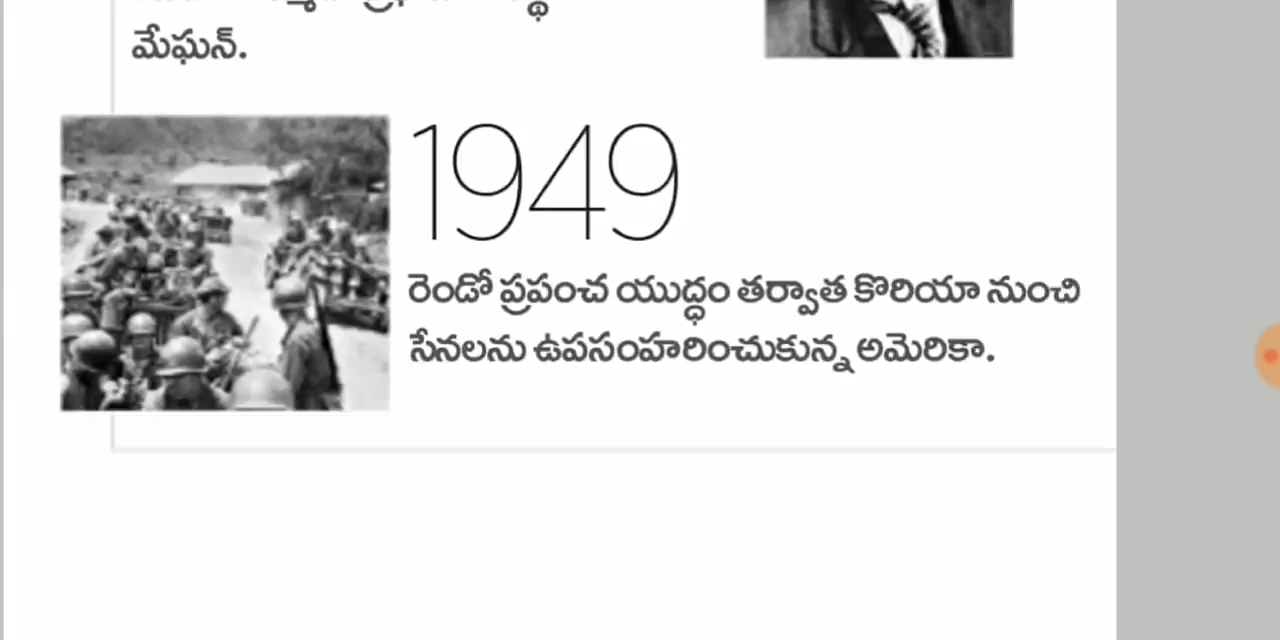 మేఘన్.
1949
రెండో ప్రపంచ యుద్ధం తర్వాత కొరియా నుంచి
సేనలను ఉపసంహరించుకున్న అమెరికా.